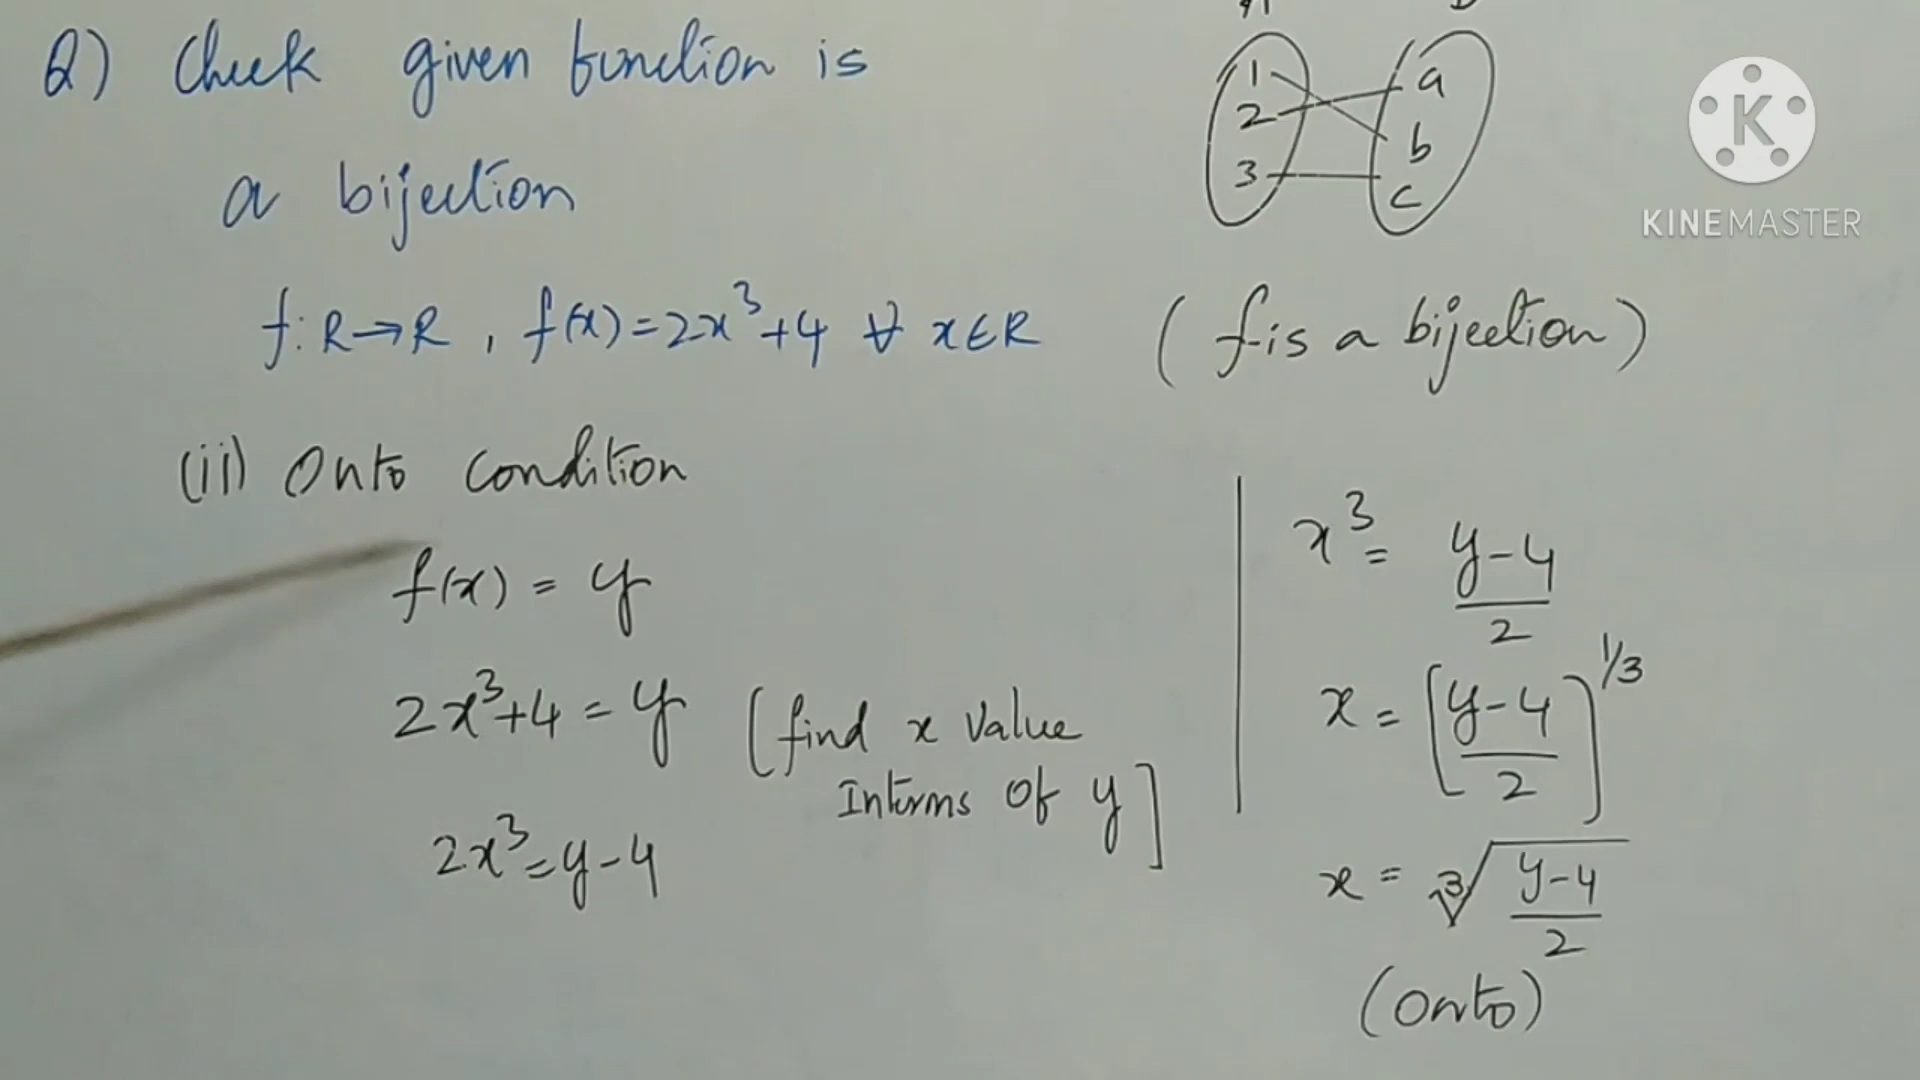 Q) Check given function is
a bijection
f: R→R, f(x)=2x³+4 ∀ x∈R
1
2
3
a
b
c
KINEMASTER
(f is a bijection)
(ii) Onto condition
f(x) = y
2x³+4 = y [find x value
Interms of y]
2x³=y-4
x³ = (y-4)/2
x = [(y-4)/2]^1/3
x = ∛((y-4)/2)
(onto)